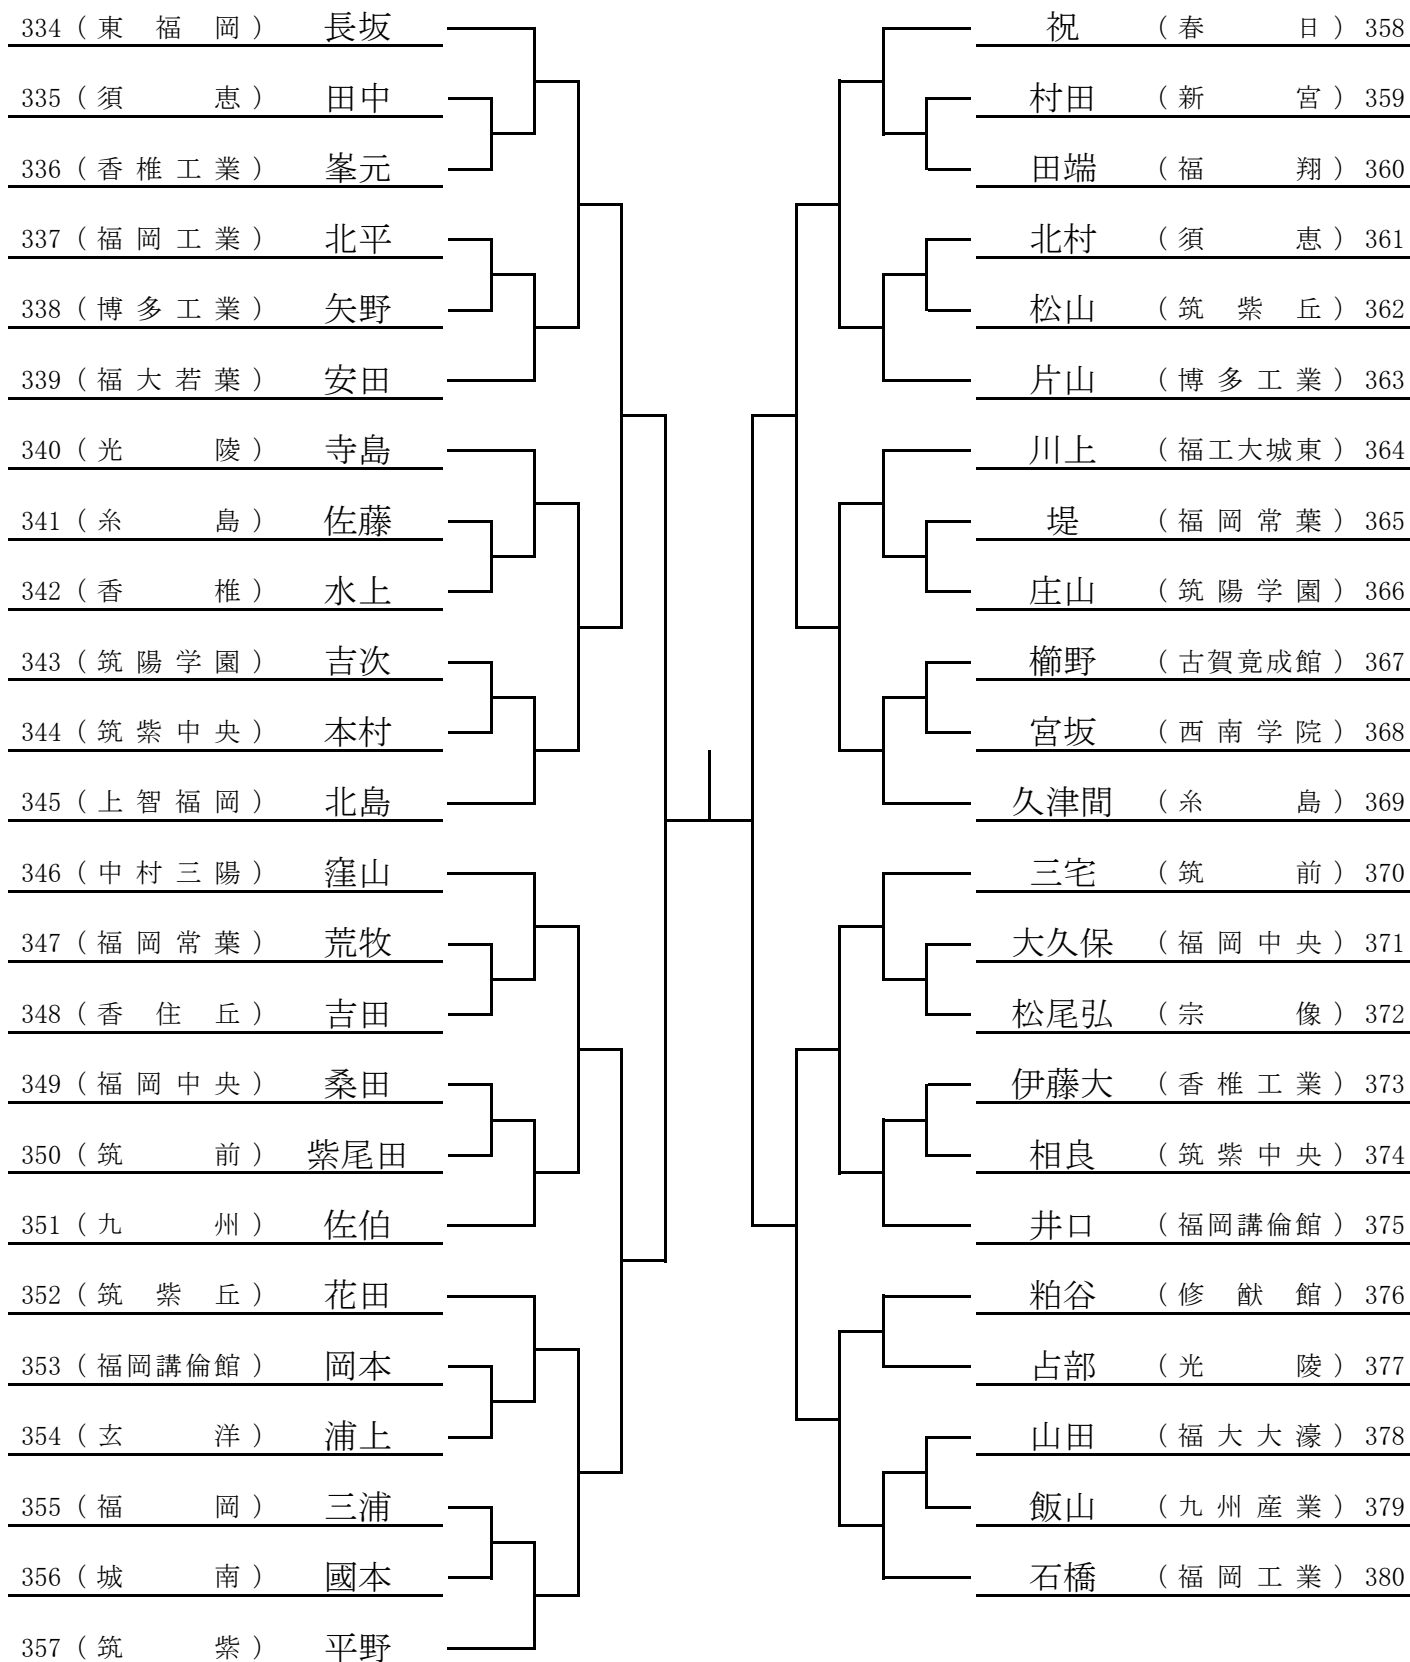 334 ( 東 福 岡 ) 長坂
335 ( 須 恵 ) 田中
336 ( 香 椎 工 業 ) 峯元
337 ( 福 岡 工 業 ) 北平
338 ( 博 多 工 業 ) 矢野
339 ( 福 大 若 葉 ) 安田
340 ( 光 陵 ) 寺島
341 ( 糸 島 ) 佐藤
342 ( 香 椎 ) 水上
343 ( 筑 陽 学 園 ) 吉次
344 ( 筑 紫 中 央 ) 本村
345 ( 上 智 福 岡 ) 北島
346 ( 中 村 三 陽 ) 窪山
347 ( 福 岡 常 葉 ) 荒牧
348 ( 香 住 丘 ) 吉田
349 ( 福 岡 中 央 ) 桑田
350 ( 筑 前 ) 紫尾田
351 ( 九 州 ) 佐伯
352 ( 筑 紫 丘 ) 花田
353 ( 福岡講倫館 ) 岡本
354 ( 玄 洋 ) 浦上
355 ( 福 岡 ) 三浦
356 ( 城 南 ) 國本
357 ( 筑 紫 ) 平野
祝 ( 春 日 ) 358
村田 ( 新 宮 ) 359
田端 ( 福 翔 ) 360
北村 ( 須 恵 ) 361
松山 ( 筑 紫 丘 ) 362
片山 ( 博 多 工 業 ) 363
川上 ( 福工大城東 ) 364
堤 ( 福 岡 常 葉 ) 365
庄山 ( 筑 陽 学 園 ) 366
櫛野 ( 古賀竟成館 ) 367
宮坂 ( 西 南 学 院 ) 368
久津間 ( 糸 島 ) 369
三宅 ( 筑 前 ) 370
大久保 ( 福 岡 中 央 ) 371
松尾弘 ( 宗 像 ) 372
伊藤大 ( 香 椎 工 業 ) 373
相良 ( 筑 紫 中 央 ) 374
井口 ( 福岡講倫館 ) 375
粕谷 ( 修 猷 館 ) 376
占部 ( 光 陵 ) 377
山田 ( 福 大 大 濠 ) 378
飯山 ( 九 州 産 業 ) 379
石橋 ( 福 岡 工 業 ) 380